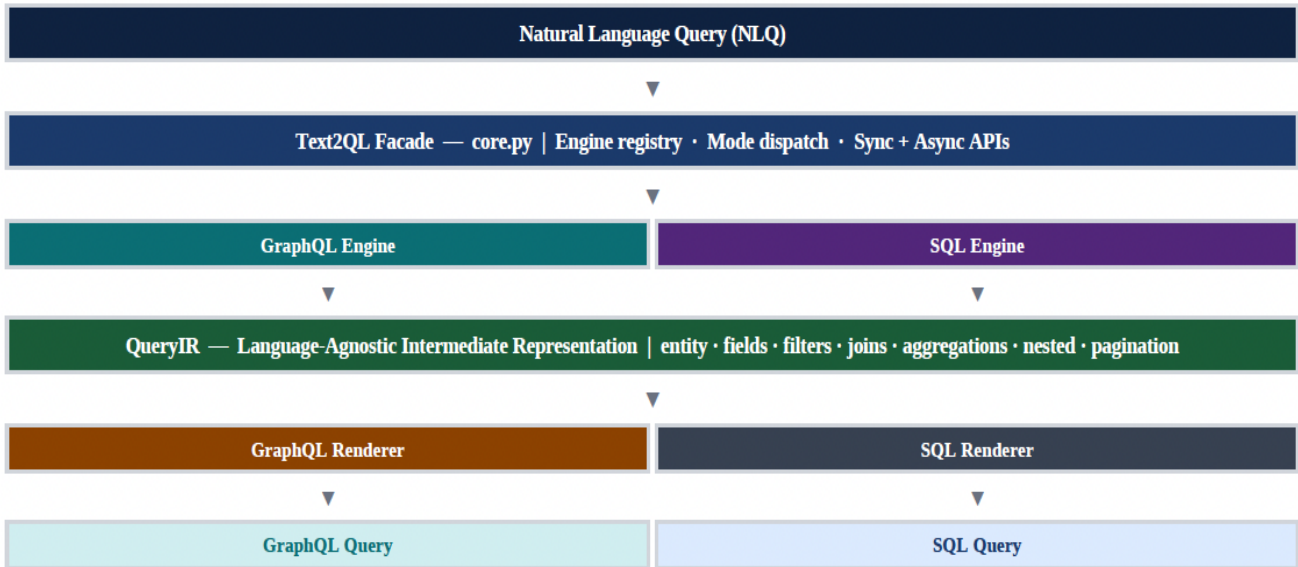 Natural Language Query (NLQ)
Text2QL Facade — core.py | Engine registry · Mode dispatch · Sync + Async APIs
GraphQL Engine
SQL Engine
QueryIR — Language-Agnostic Intermediate Representation | entity · fields · filters · joins · aggregations · nested · pagination
GraphQL Renderer
SQL Renderer
GraphQL Query
SQL Query